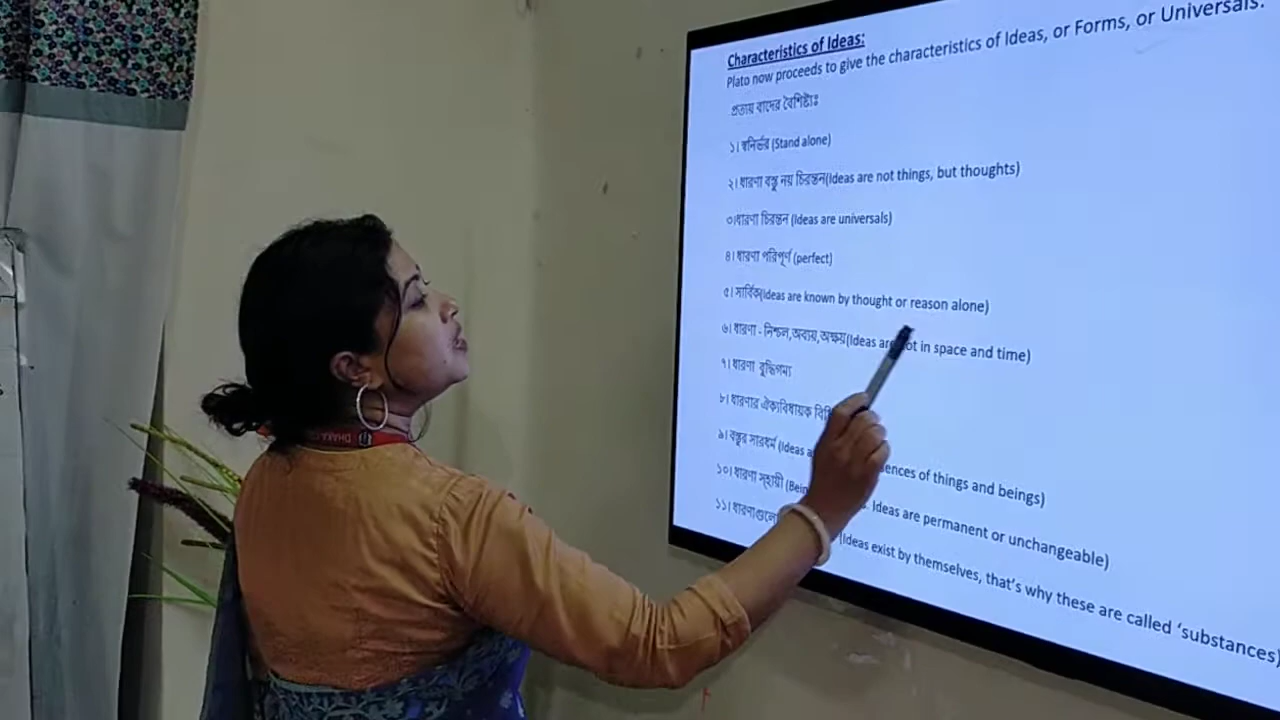 Characteristics of Ideas:
Plato now proceeds to give the characteristics of Ideas, or Forms, or Universals.
প্রত্যয় বাদের বৈশিষ্ট্যঃ
১। স্বনির্ভর (Stand alone)
২। ধারণা বস্তু নয় চিরন্তন(Ideas are not things, but thoughts)
৩।ধারণা চিরন্তন (Ideas are universals)
৪। ধারণা পরিপূর্ণ (perfect)
৫। সার্বিক(Ideas are known by thought or reason alone)
৬। ধারণা - নিশ্চল,অব্যয়,অক্ষয়(Ideas are not in space and time)
৭। ধারণা বুদ্ধিগম্য
৮। ধারণার ঐক্যবিধায়ক
৯। বস্তুর সারধর্ম (Ideas of things and beings)
১০। ধারণা স্হায়ী Ideas are permanent or unchangeable)
১১। ধারণাগুলো (Ideas exist by themselves, that's why these are called 'substances)
DHAKA